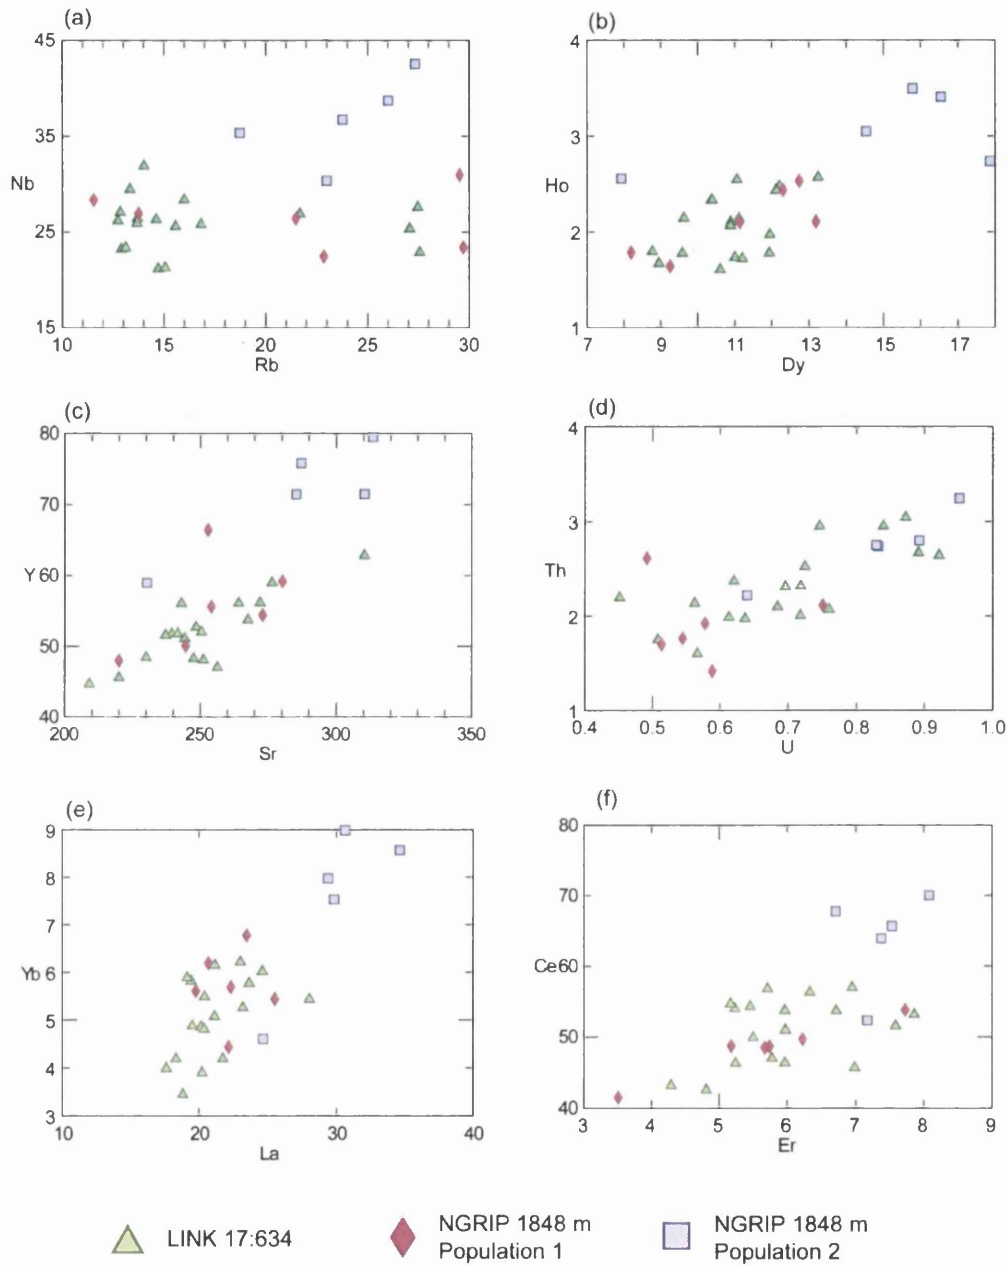 (a)
45
35
Nb
25
15
10 15 20 25 30
Rb
(b)
4
3
Ho
2
1
7 9 11 13 15 17
Dy
(c)
80
70
Y 60
50
40
200 250 300 350
Sr
(d)
4
3
Th
2
1
0.4 0.5 0.6 0.7 0.8 0.9 1.0
U
(e)
9
8
7
Yb 6
5
4
3
10 20 30 40
La
(f)
80
70
Ce 60
50
40
3 4 5 6 7 8 9
Er
LINK 17:634
NGRIP 1848 m
Population 1
NGRIP 1848 m
Population 2